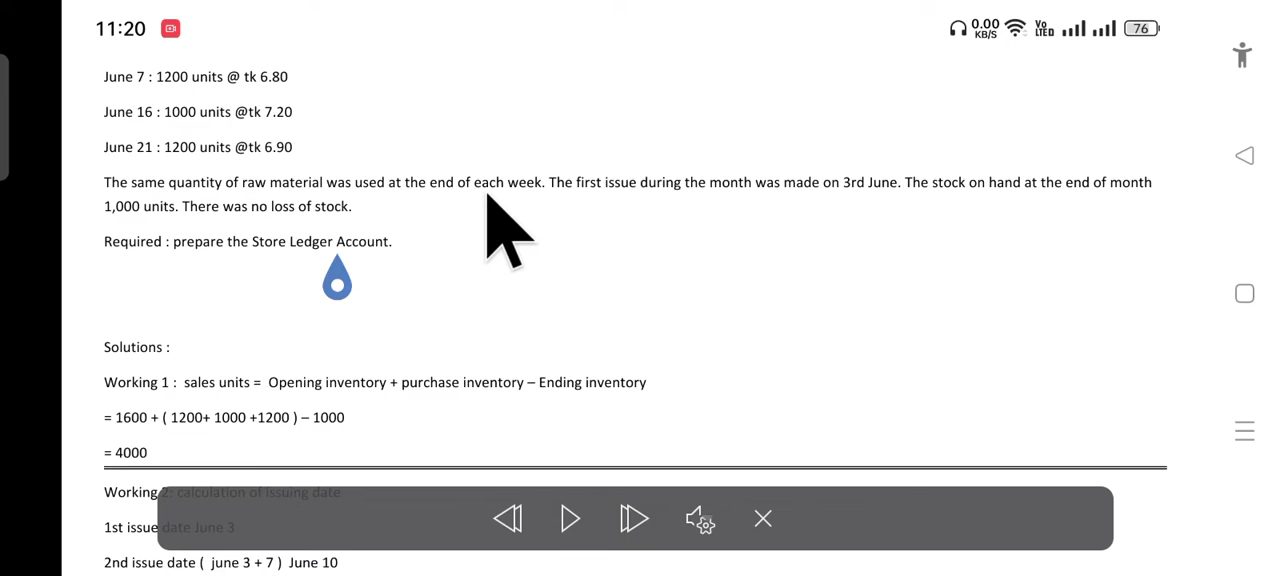 11:20 0.00 KB/S Vo LTED 76
June 7 : 1200 units @ tk 6.80
June 16 : 1000 units @tk 7.20
June 21 : 1200 units @tk 6.90
The same quantity of raw material was used at the end of each week. The first issue during the month was made on 3rd June. The stock on hand at the end of month
1,000 units. There was no loss of stock.
Required : prepare the Store Ledger Account.
Solutions :
Working 1 :  sales units =  Opening inventory + purchase inventory – Ending inventory
= 1600 + ( 1200+ 1000 +1200 ) – 1000
= 4000
Working 2: calculation of issuing date
1st issue date June 3
2nd issue date (  june 3 + 7 )  June 10